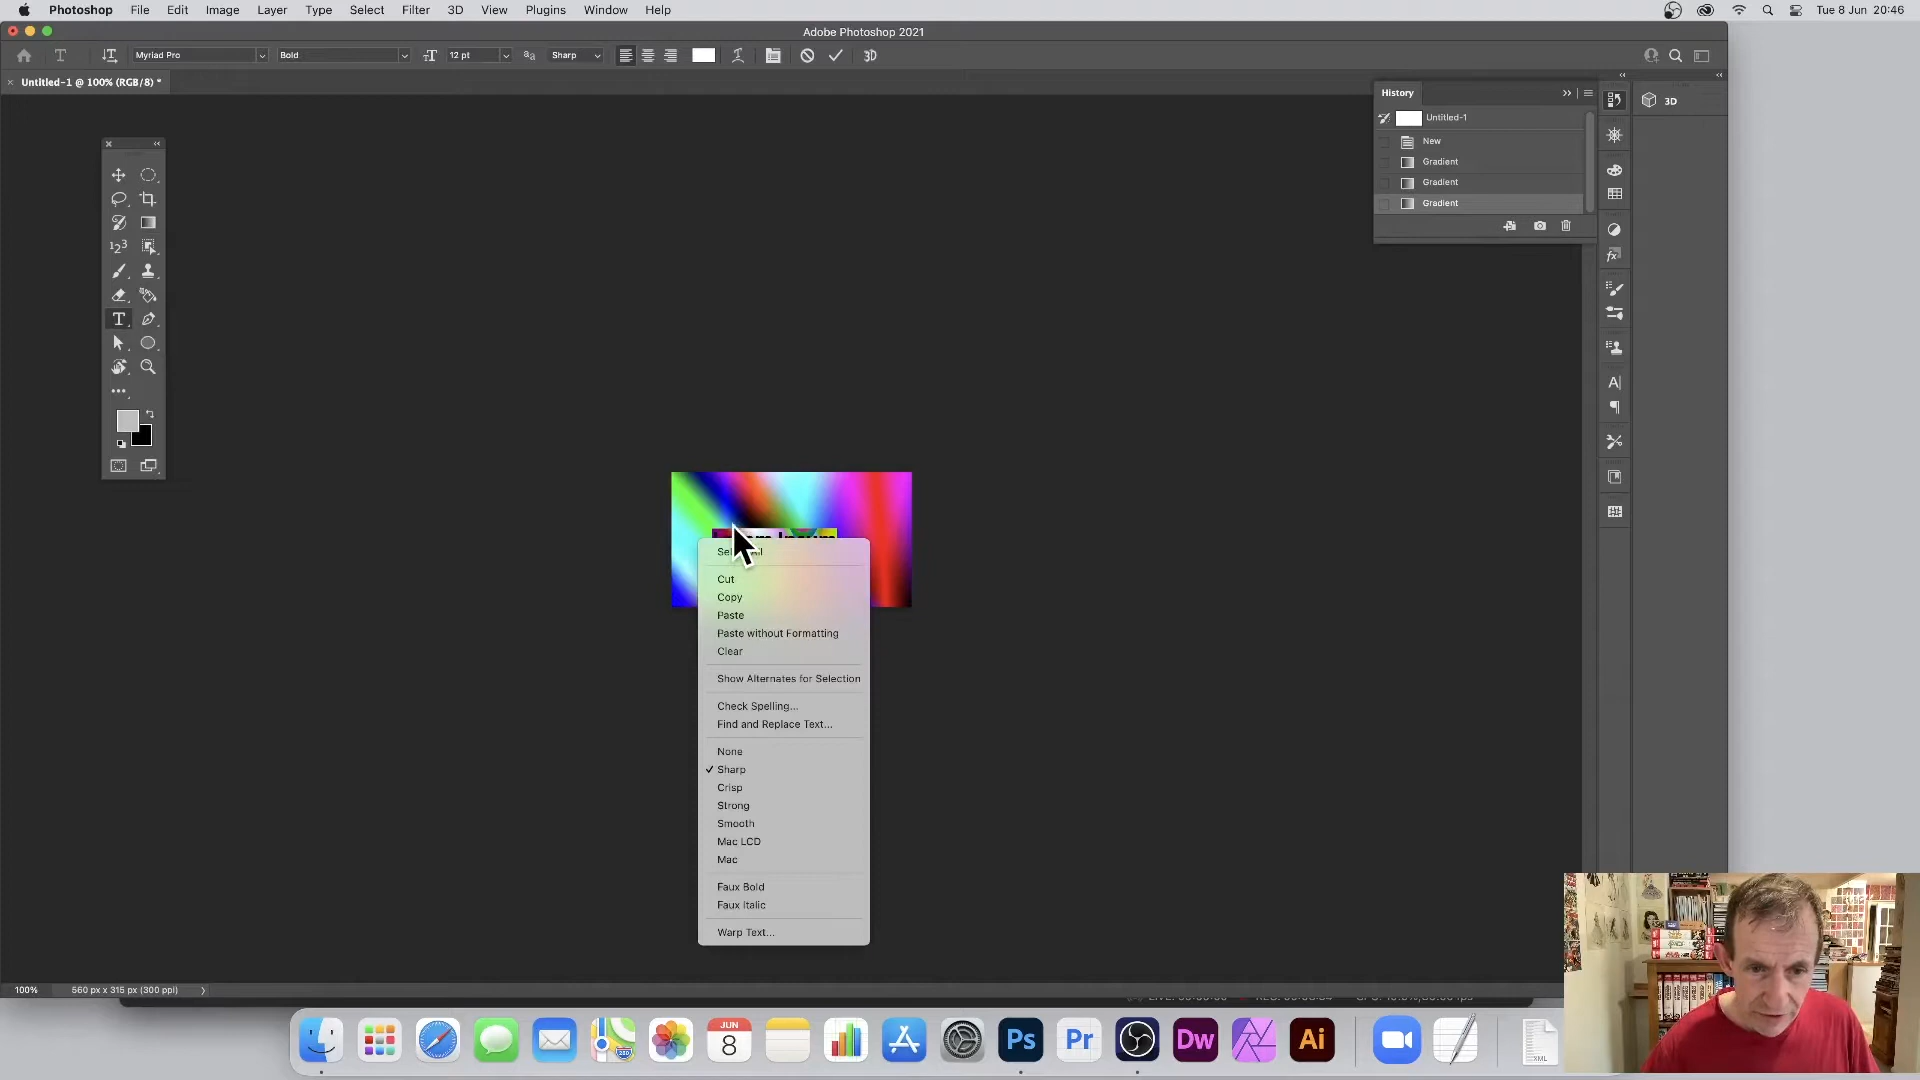 Photoshop File Edit Image Layer Type Select Filter 3D View Plugins Window Help Tue 8 Jun 20:46
Adobe Photoshop 2021
T Myriad Pro Bold 12 pt Sharp 3D
Untitled-1 @ 100% (RGB/8) *
History
3D
Untitled-1
New
Gradient
Gradient
Gradient
Cut
Copy
Paste
Paste without Formatting
Clear
Show Alternates for Selection
Check Spelling...
Find and Replace Text...
None
Sharp
Crisp
Strong
Smooth
Mac LCD
Mac
Faux Bold
Faux Italic
Warp Text...
100% 560 px x 315 px (300 ppi)
JUN
8
280
Ps
Pr
Dw
Ai
XML